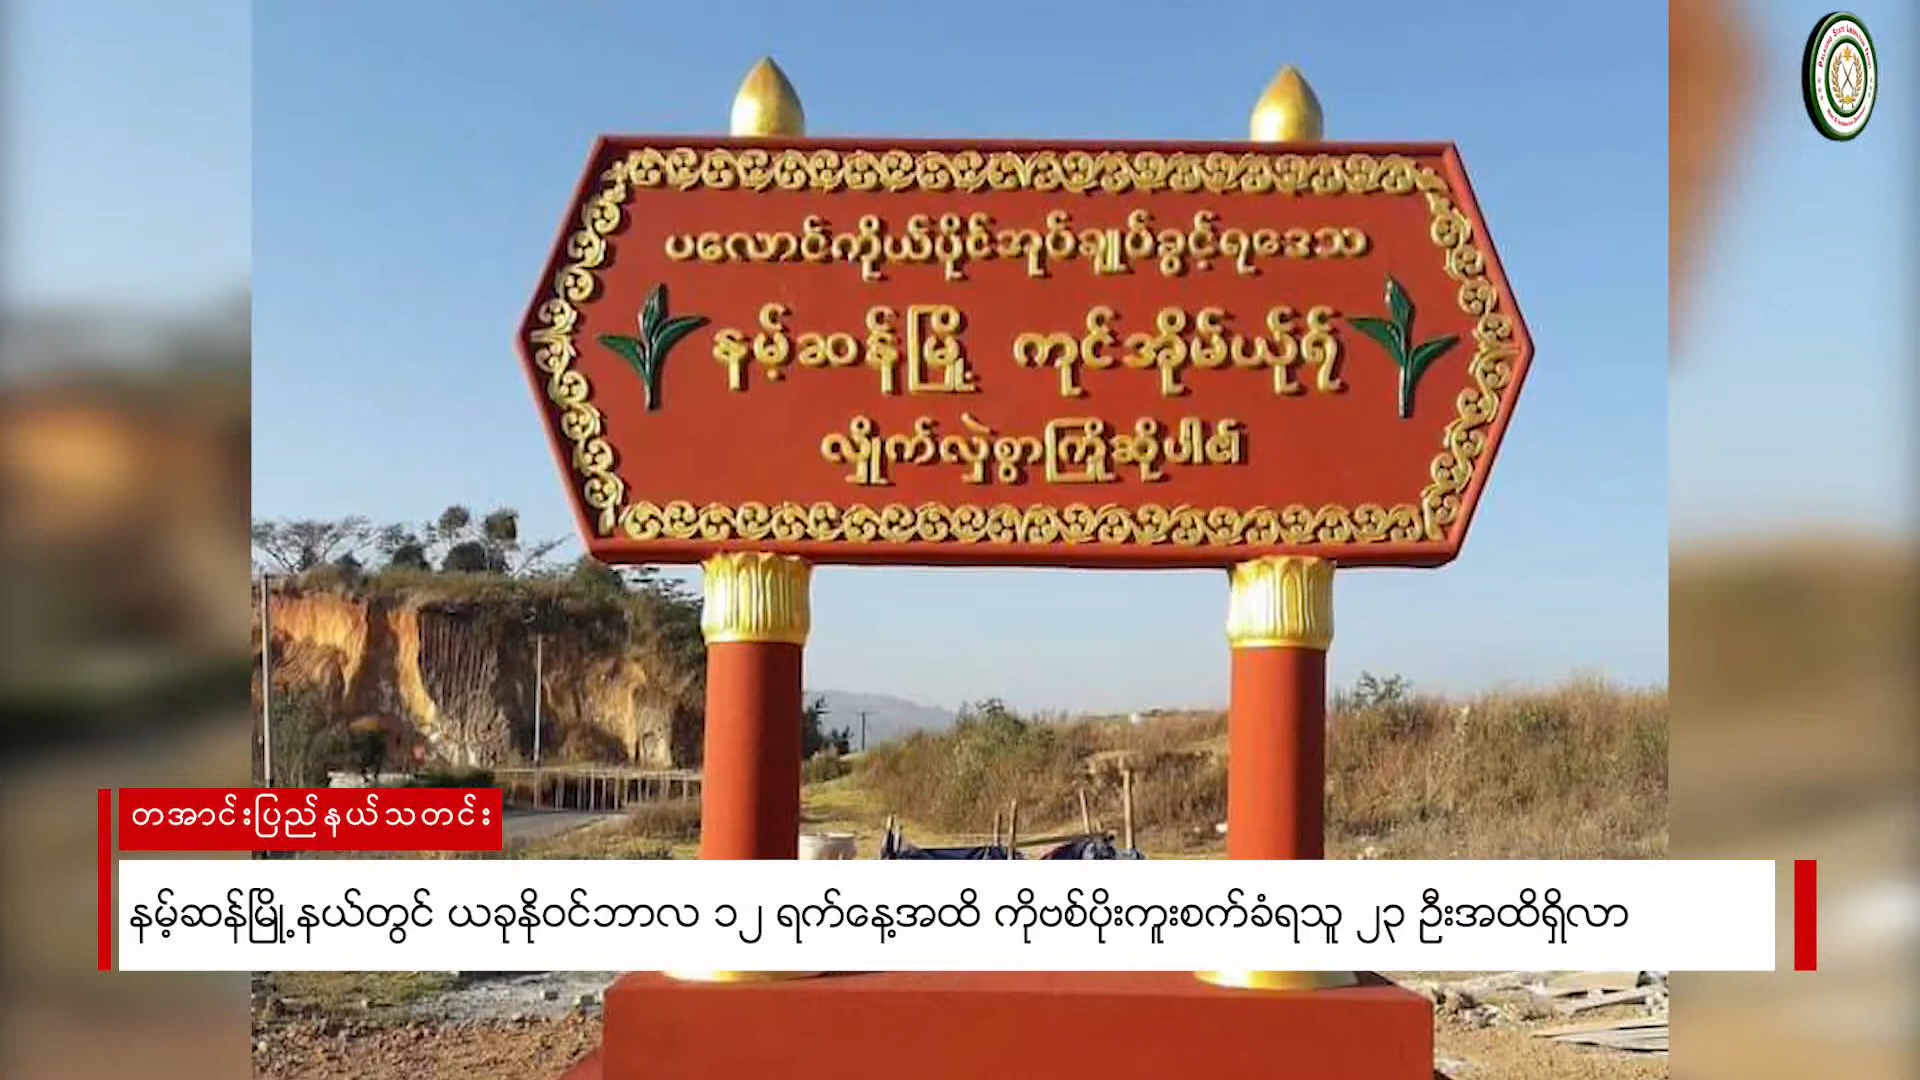 PALAUNG STATE LIBERATION FRONT
ပလောင်ကိုယ်ပိုင်အုပ်ချုပ်ခွင့်ရဒေသ
နမ့်ဆန်မြို့ ကုင်အိုမ်ယ်ုရ်
လှိုက်လှဲစွာကြိုဆိုပါ၏
တအာင်းပြည်နယ်သတင်း
နမ့်ဆန်မြို့နယ်တွင် ယခုနိုဝင်ဘာလ ၁၂ ရက်နေ့အထိ ကိုဗစ်ပိုးကူးစက်ခံရသူ ၂၃ ဦးအထိရှိလာ